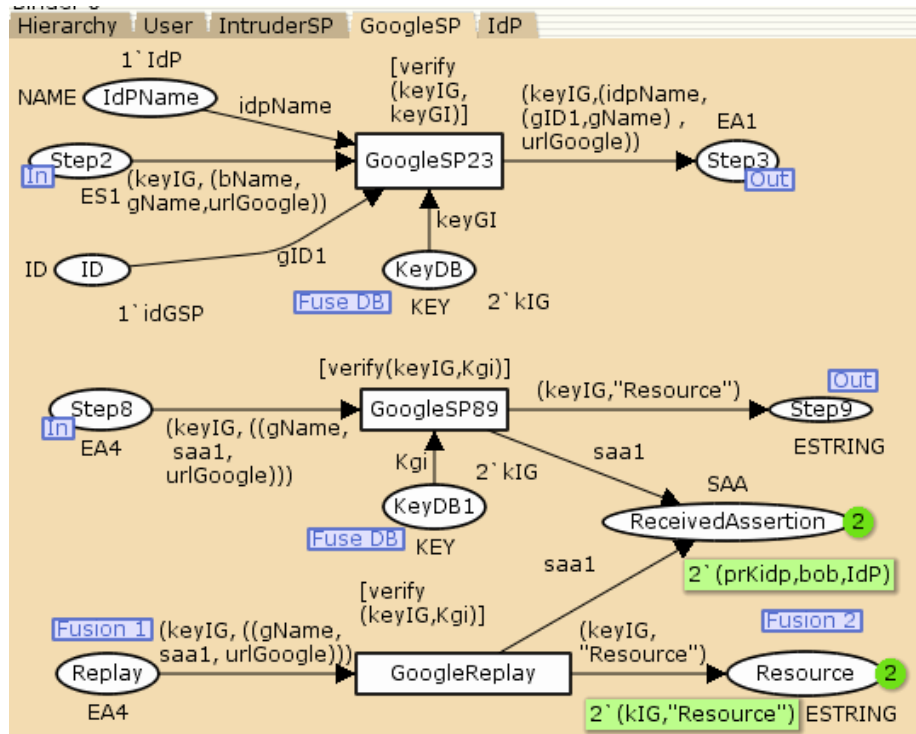 Hierarchy User IntruderSP GoogleSP IdP
1`IdP
[verify
(keyIG,
keyGI)]
NAME IdPName
idpName
(keyIG,(idpName,
(gID1,gName) ,
urlGoogle))
EA1
Step2
In
GoogleSP23
Step3
Out
(keyIG, (bName,
gName,urlGoogle))
ES1
keyGI
ID ID
gID1
KeyDB
Fuse DB
KEY
2`kIG
1`idGSP
[verify(keyIG,Kgi)]
Out
(keyIG,"Resource")
Step8
In
GoogleSP89
Step9
EA4
(keyIG, ((gName,
saa1,
urlGoogle)))
ESTRING
Kgi
2`kIG
saa1
SAA
KeyDB1
ReceivedAssertion 2
Fuse DB
KEY
saa1
2`(prKidp,bob,IdP)
[verify
(keyIG,Kgi)]
Fusion 1
(keyIG, ((gName,
saa1, urlGoogle)))
(keyIG,
"Resource")
Fusion 2
Replay
GoogleReplay
Resource 2
EA4
2`(kIG,"Resource") ESTRING